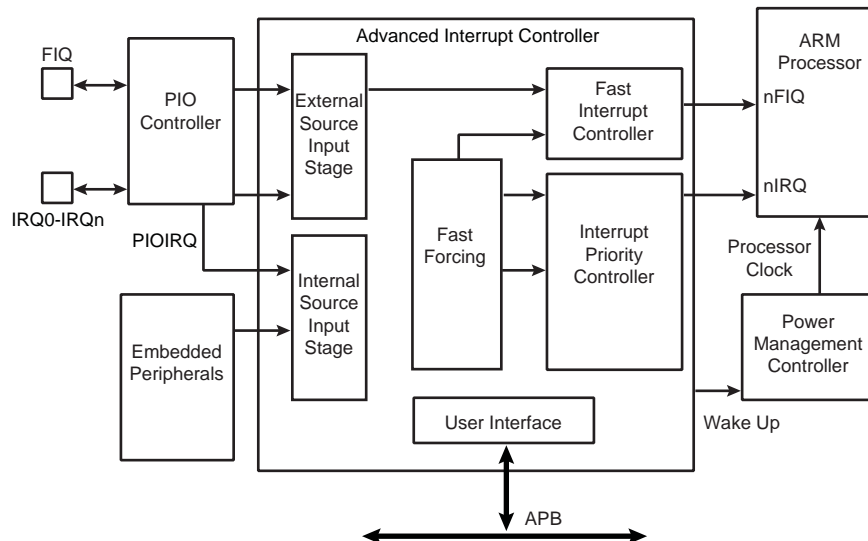 FIQ
IRQ0-IRQn
PIO
Controller
PIOIRQ
Embedded
Peripherals
Advanced Interrupt Controller
External
Source
Input
Stage
Internal
Source
Input
Stage
Fast
Forcing
Fast
Interrupt
Controller
Interrupt
Priority
Controller
User Interface
APB
ARM
Processor
nFIQ
nIRQ
Processor
Clock
Power
Management
Controller
Wake Up